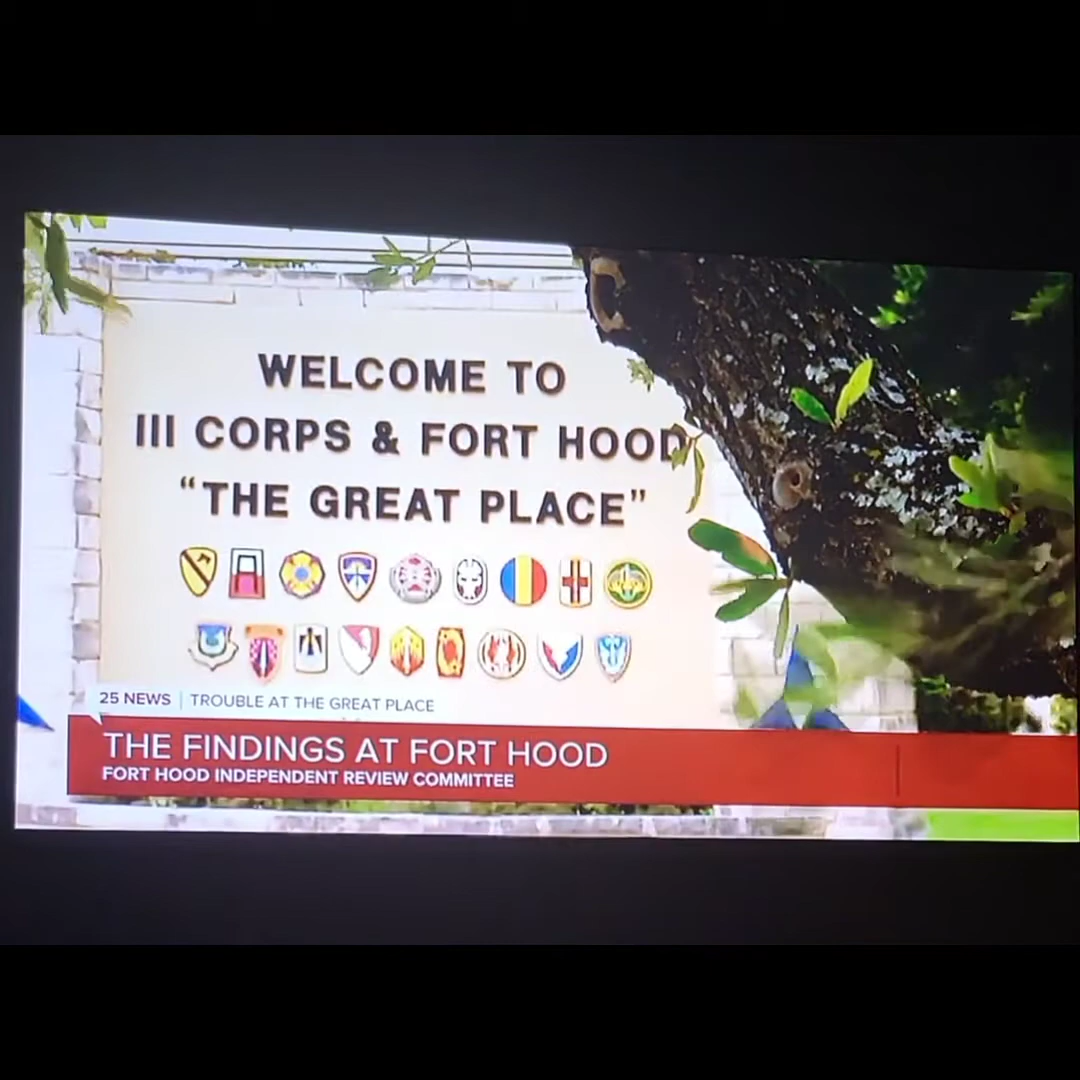 WELCOME TO
III CORPS & FORT HOOD
“THE GREAT PLACE”
25 NEWS | TROUBLE AT THE GREAT PLACE
THE FINDINGS AT FORT HOOD
FORT HOOD INDEPENDENT REVIEW COMMITTEE